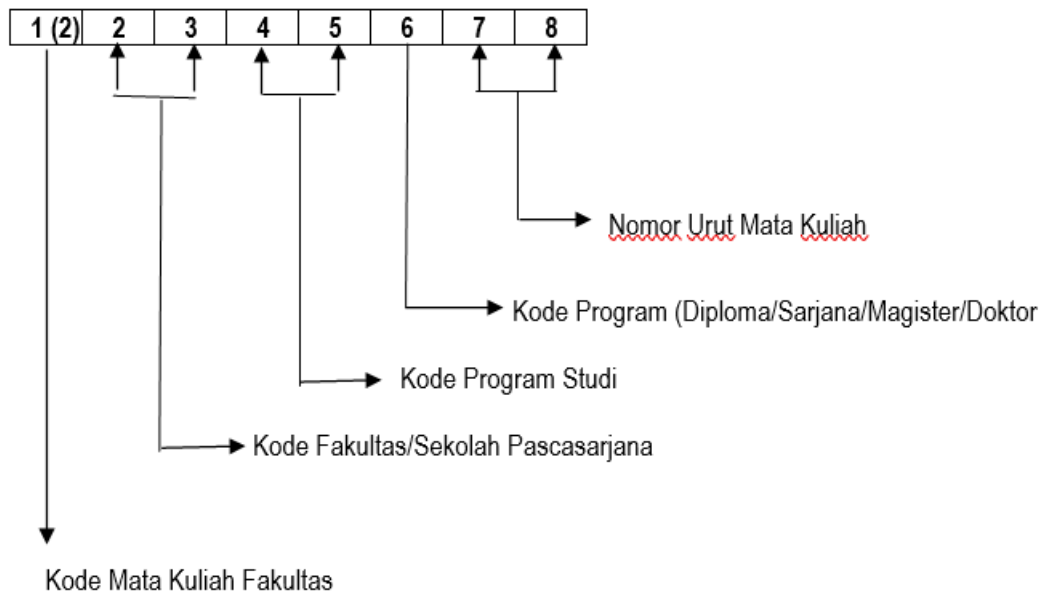 1 (2) 2 3 4 5 6 7 8
Nomor Urut Mata Kuliah
Kode Program (Diploma/Sarjana/Magister/Doktor
Kode Program Studi
Kode Fakultas/Sekolah Pascasarjana
Kode Mata Kuliah Fakultas